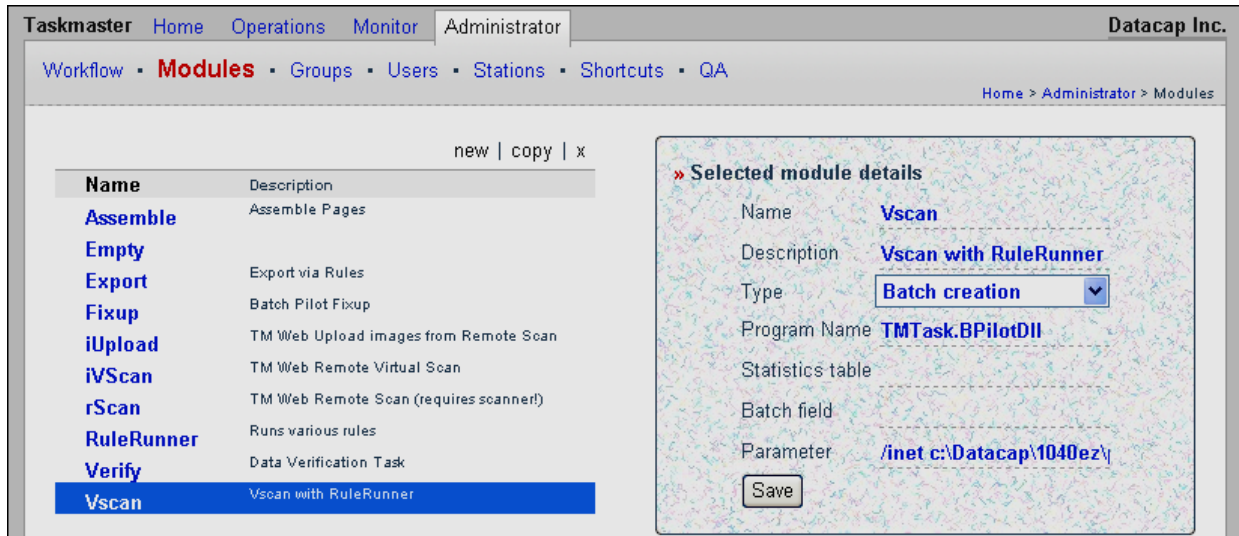 Taskmaster Home Operations Monitor Administrator Datacap Inc.
Workflow ▪ Modules ▪ Groups ▪ Users ▪ Stations ▪ Shortcuts ▪ QA
Home > Administrator > Modules
new | copy | x
Name Description
Assemble Assemble Pages
Empty
Export Export via Rules
Fixup Batch Pilot Fixup
iUpload TM Web Upload images from Remote Scan
iVScan TM Web Remote Virtual Scan
rScan TM Web Remote Scan (requires scanner!)
RuleRunner Runs various rules
Verify Data Verification Task
Vscan Vscan with RuleRunner
» Selected module details
Name Vscan
Description Vscan with RuleRunner
Type Batch creation
Program Name TMTask.BPilotDll
Statistics table
Batch field
Parameter /inet c:\Datacap\1040ez\
Save